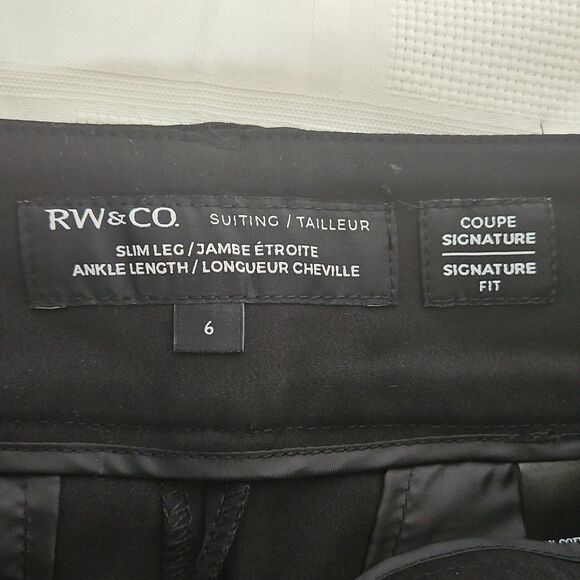 RW&CO. SUITING / TAILLEUR
SLIM LEG / JAMBE ÉTROITE
ANKLE LENGTH / LONGUEUR CHEVILLE
6
COUPE
SIGNATURE
SIGNATURE
FIT